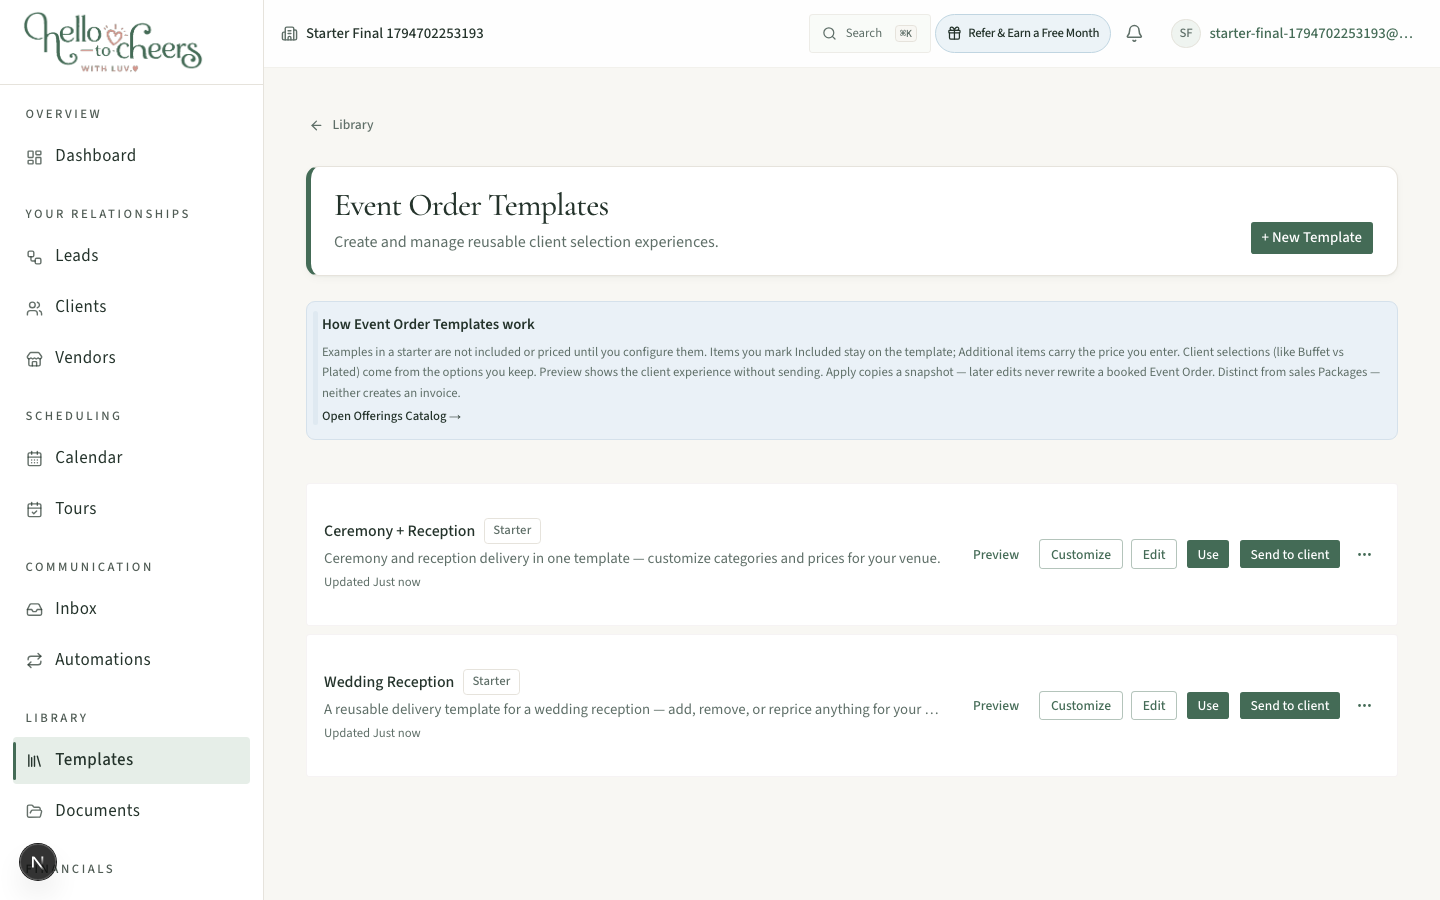 hello
to cheers
WITH LUV.
Starter Final 1794702253193
Search ⌘K
Refer & Earn a Free Month
SF
starter-final-1794702253193@...
OVERVIEW
Dashboard
YOUR RELATIONSHIPS
Leads
Clients
Vendors
SCHEDULING
Calendar
Tours
COMMUNICATION
Inbox
Automations
LIBRARY
Templates
Documents
N
NANCIALS
← Library
Event Order Templates
Create and manage reusable client selection experiences.
+ New Template
How Event Order Templates work
Examples in a starter are not included or priced until you configure them. Items you mark Included stay on the template; Additional items carry the price you enter. Client selections (like Buffet vs
Plated) come from the options you keep. Preview shows the client experience without sending. Apply copies a snapshot — later edits never rewrite a booked Event Order. Distinct from sales Packages —
neither creates an invoice.
Open Offerings Catalog →
Ceremony + Reception Starter
Ceremony and reception delivery in one template — customize categories and prices for your venue.
Updated Just now
Preview Customize Edit Use Send to client ...
Wedding Reception Starter
A reusable delivery template for a wedding reception — add, remove, or reprice anything for your ...
Updated Just now
Preview Customize Edit Use Send to client ...